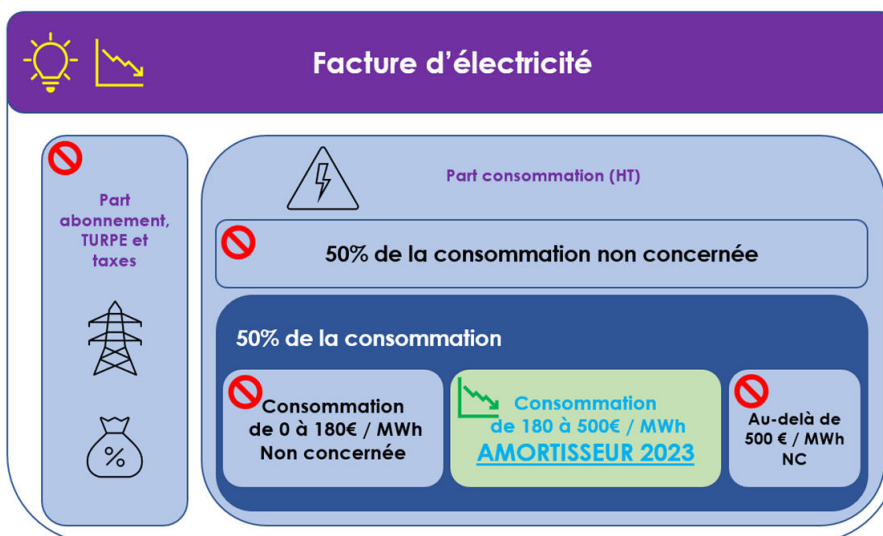 Facture d'électricité
Part
abonnement,
TURPE et
taxes
%
Part consommation (HT)
50% de la consommation non concernée
50% de la consommation
Consommation
de 0 à 180€ / MWh
Non concernée
Consommation
de 180 à 500€ / MWh
AMORTISSEUR 2023
Au-delà de
500 € / MWh
NC